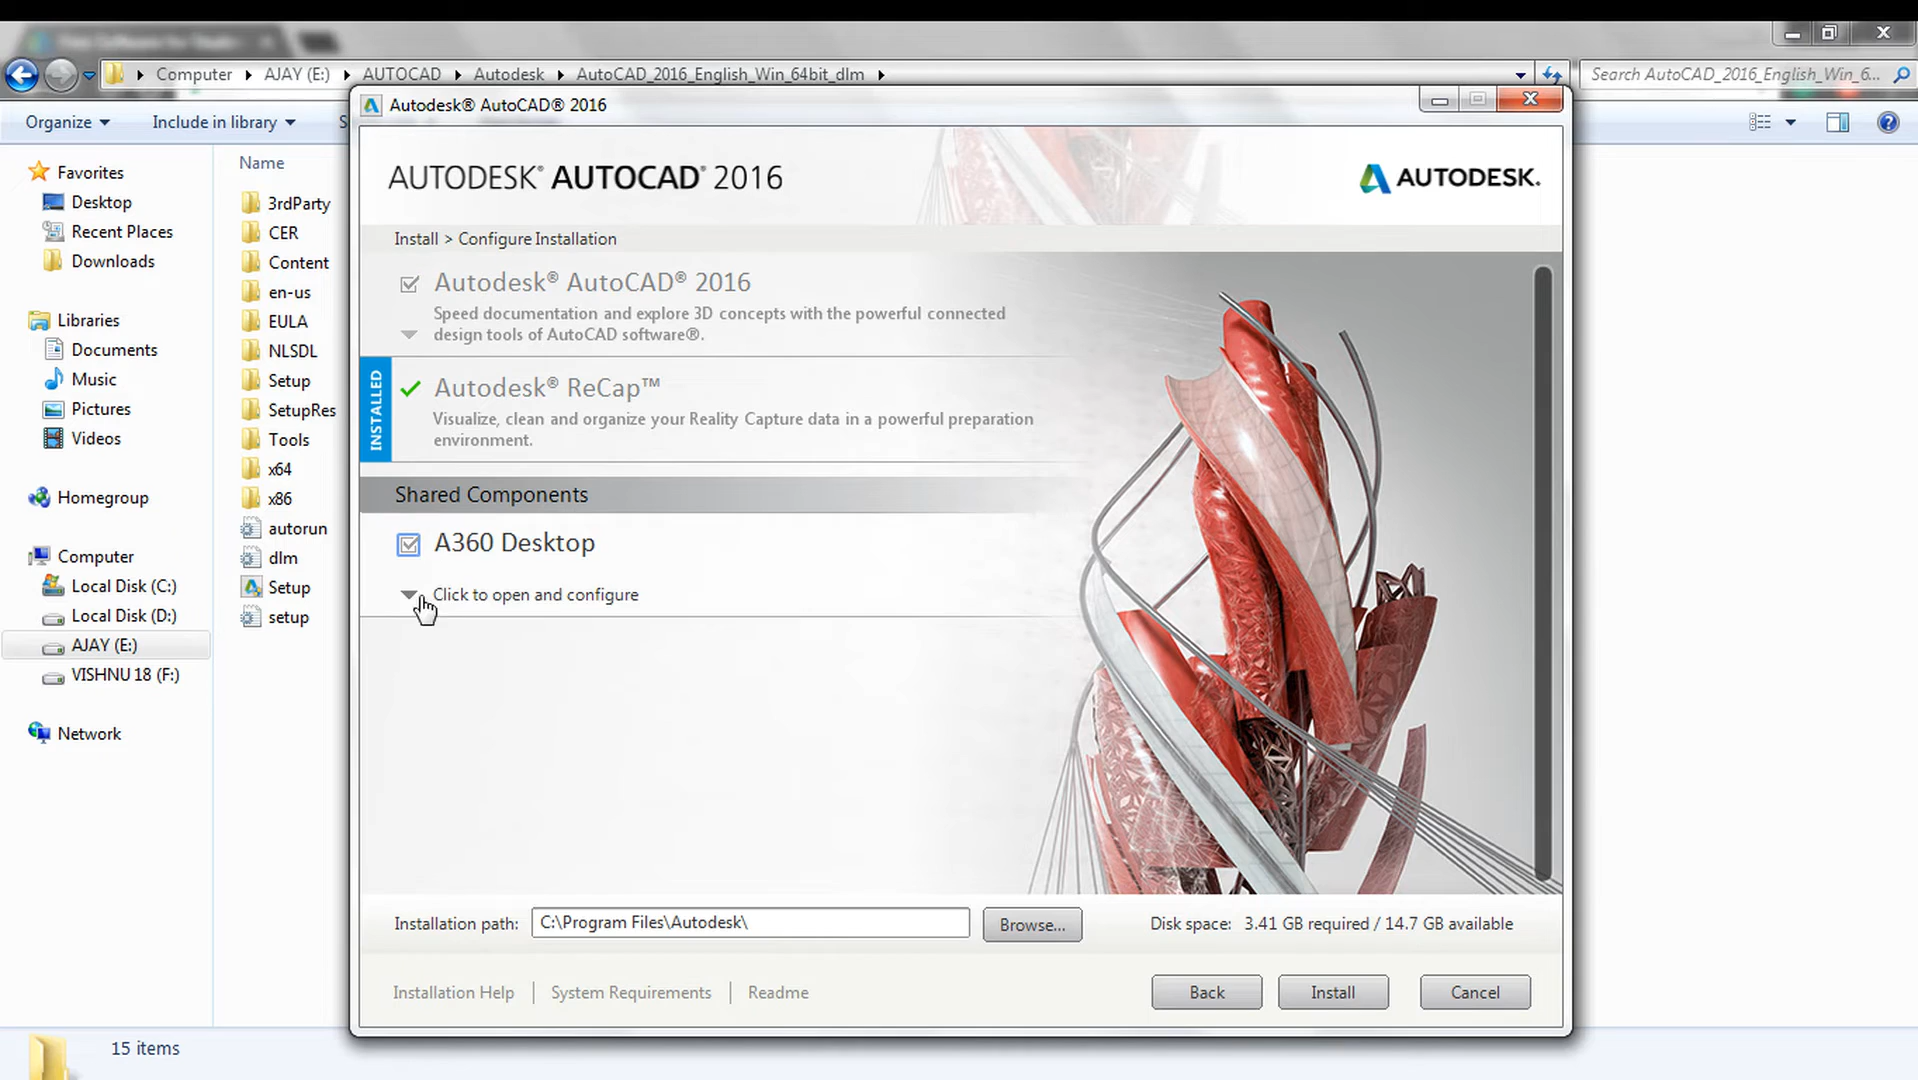 Computer ▸ AJAY (E:) ▸ AUTOCAD ▸ Autodesk ▸ AutoCAD_2016_English_Win_64bit_dlm ▸
Search AutoCAD_2016_English_Win_6...
Organize
Include in library
Name
Favorites
Desktop
Recent Places
Downloads
Libraries
Documents
Music
Pictures
Videos
Homegroup
Computer
Local Disk (C:)
Local Disk (D:)
AJAY (E:)
VISHNU 18 (F:)
Network
3rdParty
CER
Content
en-us
EULA
NLSDL
Setup
SetupRes
Tools
x64
x86
autorun
dlm
Setup
setup
15 items
Autodesk® AutoCAD® 2016
AUTODESK® AUTOCAD® 2016
AUTODESK.
Install > Configure Installation
Autodesk® AutoCAD® 2016
Speed documentation and explore 3D concepts with the powerful connected
design tools of AutoCAD software®.
INSTALLED
Autodesk® ReCap™
Visualize, clean and organize your Reality Capture data in a powerful preparation
environment.
Shared Components
A360 Desktop
Click to open and configure
Installation path: C:\Program Files\Autodesk\ Browse... Disk space: 3.41 GB required / 14.7 GB available
Installation Help | System Requirements | Readme
Back Install Cancel